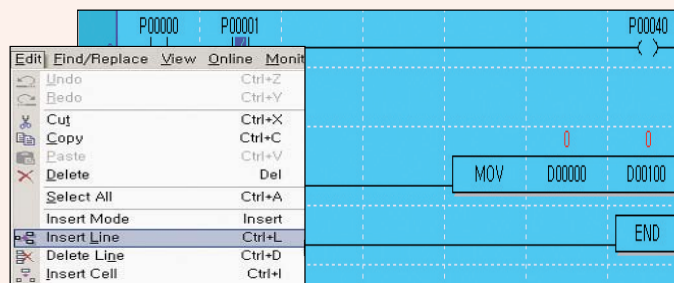 P00000 P00001 P00040
Edit Find/Replace View Online Monit
Undo Ctrl+Z
Redo Ctrl+Y
Cut Ctrl+X
Copy Ctrl+C
Paste Ctrl+V
Delete Del
Select All Ctrl+A
Insert Mode Insert
Insert Line Ctrl+L
Delete Line Ctrl+D
Insert Cell Ctrl+I
0 0
MOV D00000 D00100
END